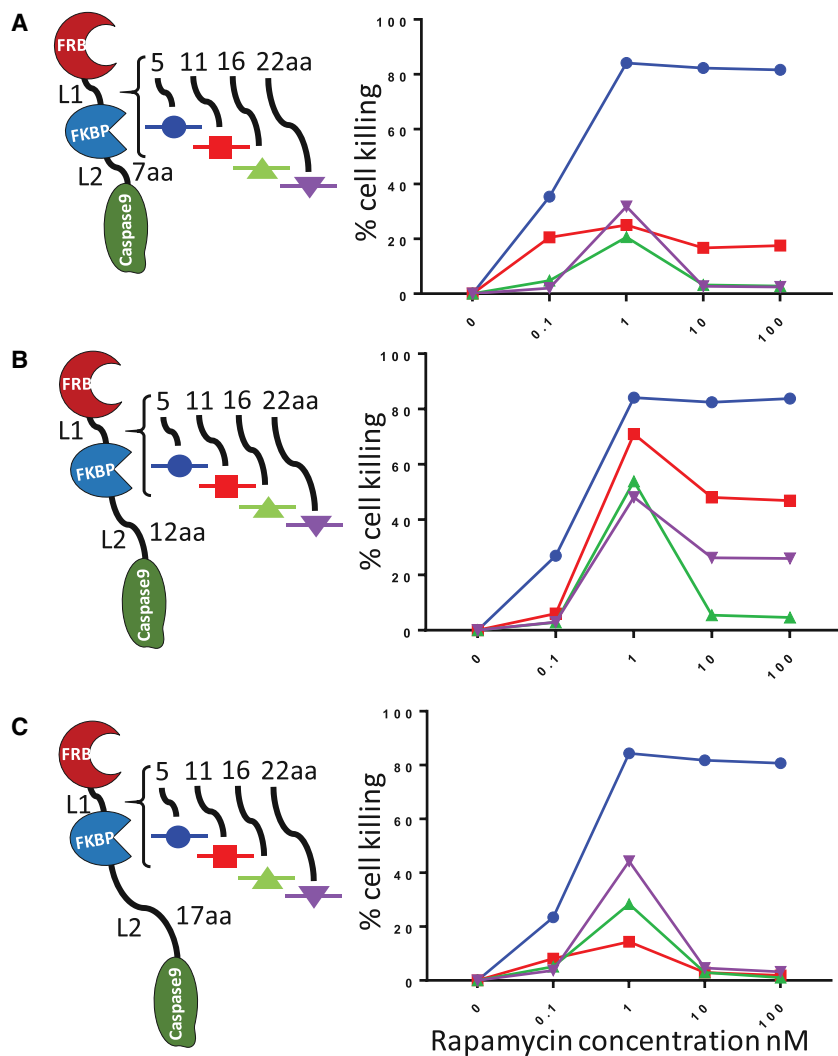 A
FRB
L1
FKBP
L2
7aa
Caspase9
5 11 16 22aa
% cell killing
100
80
60
40
20
0
0 0.1 1 10 100
B
FRB
L1
FKBP
L2
12aa
Caspase9
5 11 16 22aa
% cell killing
100
80
60
40
20
0
0 0.1 1 10 100
C
FRB
L1
FKBP
L2
17aa
Caspase9
5 11 16 22aa
% cell killing
100
80
60
40
20
0
0 0.1 1 10 100
Rapamycin concentration nM